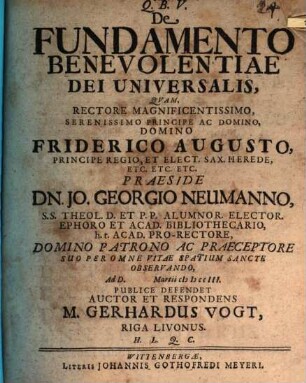 Q. B. V.
De
FUNDAMENTO
BENEVOLENTIAE
DEI UNIVERSALIS,
QVAM,
RECTORE MAGNIFICENTISSIMO,
SERENISSIMO PRINCIPE AC DOMINO,
DOMINO
FRIDERICO AUGUSTO,
PRINCIPE REGIO, ET ELECT. SAX. HEREDE,
ETC. ETC. ETC.
PRAESIDE
DN. JO. GEORGIO NEUMANNO,
S.S. THEOL. D. ET P. P. ALUMNOR. ELECTOR.
EPHORO ET ACAD. BIBLIOTHECARIO,
h. t. ACAD. PRO-RECTORE,
DOMINO PATRONO AC PRAECEPTORE
SUO PER OMNE VITAE SPATIUM SANCTE
OBSERVANDO,
Ad D. Martii
PUBLICE DEFENDET
AUCTOR ET RESPONDENS
M. GERHARDUS VOGT,
RIGA LIVONUS.
H. L. Q. C.
WITTENBERGAE,
LITERIS JOHANNIS GOTHOFREDI MEYERI.